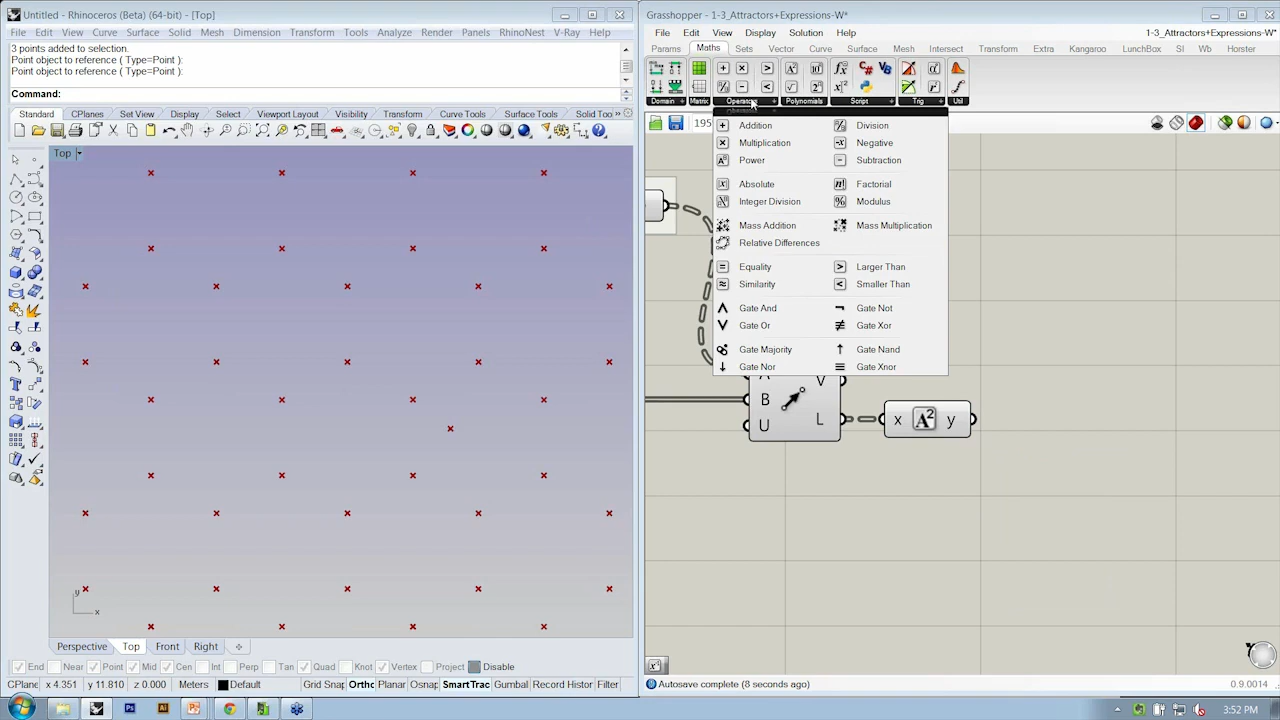 Untitled - Rhinoceros (Beta) (64-bit) - [Top]
File Edit View Curve Surface Solid Mesh Dimension Transform Tools Analyze Render Panels RhinoNest V-Ray Help
3 points added to selection.
Point object to reference ( Type=Point ):
Point object to reference ( Type=Point ):
Command:
Standard CPlanes Set View Display Select Viewport Layout Visibility Transform Curve Tools Surface Tools Solid Too
Top
y
x
Perspective Top Front Right
End Near Point Mid Cen Int Perp Tan Quad Knot Vertex Project Disable
CPlane x 4.351 y 11.810 z 0.000 Meters Default Grid Snap Ortho Planar Osnap SmartTrac Gumbal Record Histor Filter
Grasshopper - 1-3_Attractors+Expressions-W*
File Edit View Display Solution Help 1-3_Attractors+Expressions-W*
Params Maths Sets Vector Curve Surface Mesh Intersect Transform Extra Kangaroo LunchBox SI Wb Horster
Domain Matrix Operators Polynomials Script Trig Util
195
Addition Division
Multiplication Negative
Power Subtraction
Absolute Factorial
Integer Division Modulus
Mass Addition Mass Multiplication
Relative Differences
Equality Larger Than
Similarity Smaller Than
Gate And Gate Not
Gate Or Gate Xor
Gate Majority Gate Nand
Gate Nor Gate Xnor
A V
B
U L
x A² y
Autosave complete (8 seconds ago) 0.9.0014
3:52 PM